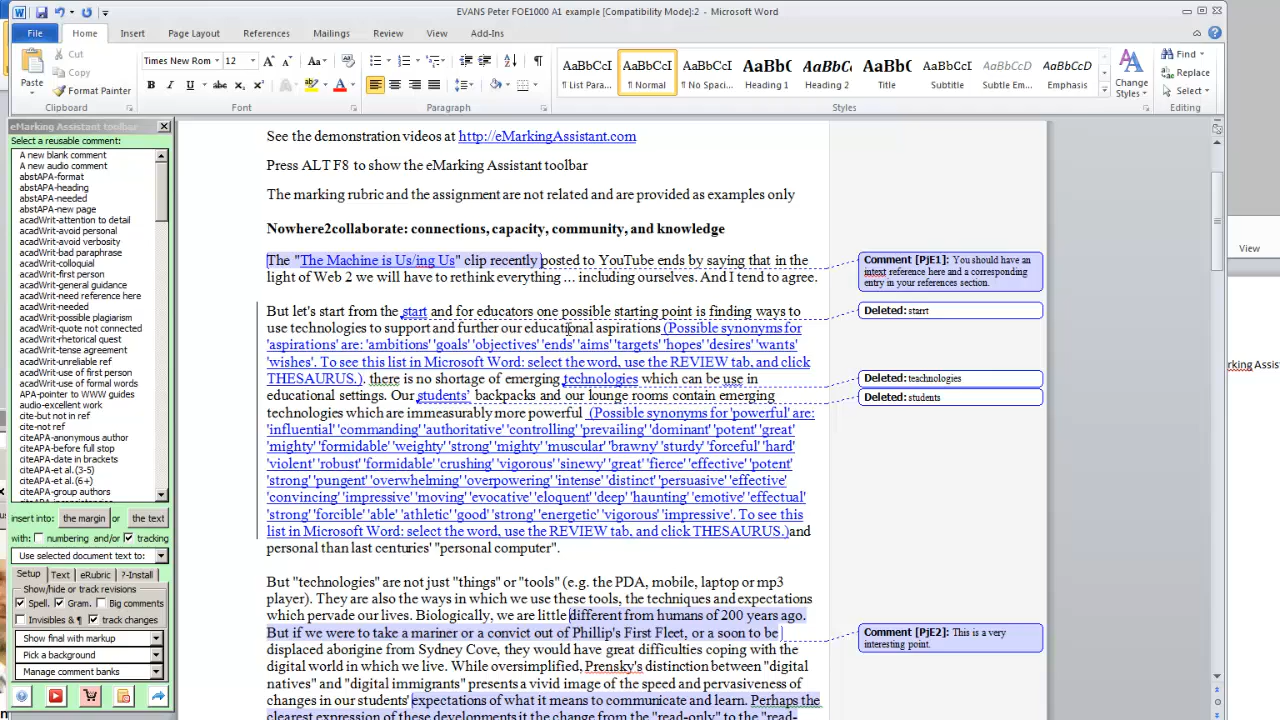 EVANS Peter FOE1000 A1 example [Compatibility Mode]:2 - Microsoft Word
File Home Insert Page Layout References Mailings Review View Add-Ins
Paste Cut Copy Format Painter Clipboard
Times New Rom 12 Font
Paragraph
AaBbCcI ¶ List Para...
AaBbCcI ¶ Normal
AaBbCcI ¶ No Spacing
AaBbC Heading 1
AaBbCc Heading 2
AaBbC Title
AaBbCcI Subtitle
AaBbCcI Subtle Em...
AaBbCcI Emphasis
Change Styles
Styles
Find Replace Select Editing
eMarking Assistant toolbar
Select a reusable comment:
A new blank comment
A new audio comment
abstAPA-format
abstAPA-heading
abstAPA-needed
abstAPA-new page
acadWrit-attention to detail
acadWrit-avoid personal
acadWrit-avoid verbosity
acadWrit-bad paraphrase
acadWrit-colloquial
acadWrit-first person
acadWrit-general guidance
acadWrit-need reference here
acadWrit-needed
acadWrit-possible plagiarism
acadWrit-quote not connected
acadWrit-rhetorical quest
acadWrit-tense agreement
acadWrit-unreliable ref
acadWrit-use of first person
acadWrit-use of formal words
APA-pointer to WWW guides
audio-excellent work
cite-but not in ref
cite-not ref
citeAPA-anonymous author
citeAPA-before full stop
citeAPA-date in brackets
citeAPA-et al.(3-5)
citeAPA-et al.(6+)
citeAPA-group authors
insert into: the margin or the text
with: numbering and/or tracking
Use selected document text to:
Setup Text eRubric ?-Install
Show/hide or track revisions
Spell. Gram. Big comments
Invisibles & ¶ track changes
Show final with markup
Pick a background
Manage comment banks
See the demonstration videos at http://eMarkingAssistant.com
Press ALT F8 to show the eMarking Assistant toolbar
The marking rubric and the assignment are not related and are provided as examples only
Nowhere2collaborate: connections, capacity, community, and knowledge
The "The Machine is Us/ing Us" clip recently posted to YouTube ends by saying that in the
light of Web 2 we will have to rethink everything ... including ourselves. And I tend to agree.
But let's start from the start and for educators one possible starting point is finding ways to
use technologies to support and further our educational aspirations (Possible synonyms for
'aspirations' are: 'ambitions' 'goals' 'objectives' 'ends' 'aims' 'targets' 'hopes' 'desires' 'wants'
'wishes'. To see this list in Microsoft Word: select the word, use the REVIEW tab, and click
THESAURUS.). there is no shortage of emerging technologies which can be use in
educational settings. Our students' backpacks and our lounge rooms contain emerging
technologies which are immeasurably more powerful (Possible synonyms for 'powerful' are:
'influential' 'commanding' 'authoritative' 'controlling' 'prevailing' 'dominant' 'potent' 'great'
'mighty' 'formidable' 'weighty' 'strong' 'mighty' 'muscular' 'brawny' 'sturdy' 'forceful' 'hard'
'violent' 'robust' 'formidable' 'crushing' 'vigorous' 'sinewy' 'great' 'fierce' 'effective' 'potent'
'strong' 'pungent' 'overwhelming' 'overpowering' 'intense' 'distinct' 'persuasive' 'effective'
'convincing' 'impressive' 'moving' 'evocative' 'eloquent' 'deep' 'haunting' 'emotive' 'effectual'
'strong' 'forcible' 'able' 'athletic' 'good' 'strong' 'energetic' 'vigorous' 'impressive'. To see this
list in Microsoft Word: select the word, use the REVIEW tab, and click THESAURUS.)and
personal than last centuries' "personal computer".
But "technologies" are not just "things" or "tools" (e.g. the PDA, mobile, laptop or mp3
player). They are also the ways in which we use these tools, the techniques and expectations
which pervade our lives. Biologically, we are little different from humans of 200 years ago.
But if we were to take a mariner or a convict out of Phillip's First Fleet, or a soon to be
displaced aborigine from Sydney Cove, they would have great difficulties coping with the
digital world in which we live. While oversimplified, Prensky's distinction between "digital
natives" and "digital immigrants" presents a vivid image of the speed and pervasiveness of
changes in our students' expectations of what it means to communicate and learn. Perhaps the
clearest expression of these developments it the change from the "read-only" to the "read-
Comment [PjE1]: You should have an
intext reference here and a corresponding
entry in your references section.
Deleted: starrt
Deleted: teachnologies
Deleted: students
Comment [PjE2]: This is a very
interesting point.
View